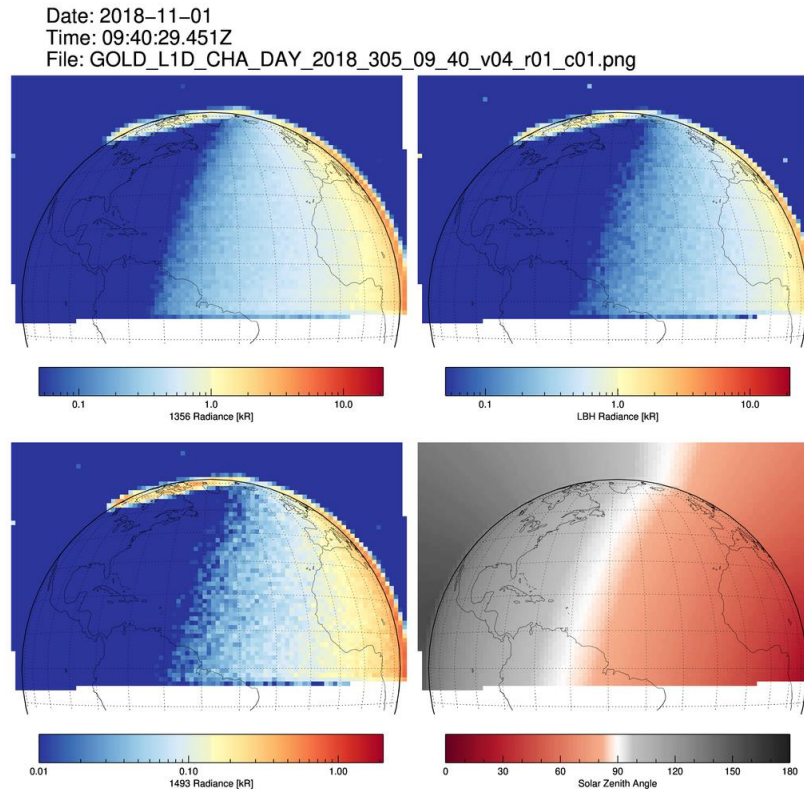 Date: 2018−11−01
Time: 09:40:29.451Z
File: GOLD_L1D_CHA_DAY_2018_305_09_40_v04_r01_c01.png
0.1 1.0 10.0
1356 Radiance [kR]
0.1 1.0 10.0
LBH Radiance [kR]
0.01 0.10 1.00
1493 Radiance [kR]
0 30 60 90 120 150 180
Solar Zenith Angle